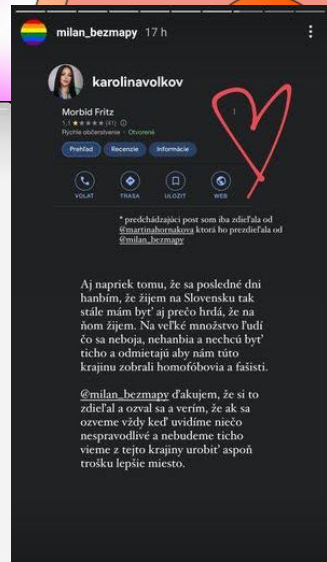 milan_bezmapy 17 h
karolinavolkov
Morbid Fritz
1,1 ★★★★★ (41)
Rýchle občerstvenie · Otvorené
Prehľad Recenzie Informácie
VOLAŤ TRASA ULOŽIŤ WEB
* predchádzajúci post som iba zdieľala od
@martinahornakova ktorá ho prezdieľala od
@milan_bezmapy
Aj napriek tomu, že sa posledné dni
hanbím, že žijem na Slovensku tak
stále mám byť aj prečo hrdá, že na
ňom žijem. Na veľké množstvo ľudí
čo sa neboja, nehanbia a nechcú byť
ticho a odmietajú aby nám túto
krajinu zobrali homofóbovia a fašisti.
@milan_bezmapy ďakujem, že si to
zdieľal a ozval sa a verím, že ak sa
ozveme vždy keď uvidíme niečo
nespravodlivé a nebudeme ticho
vieme z tejto krajiny urobiť aspoň
trošku lepšie miesto.